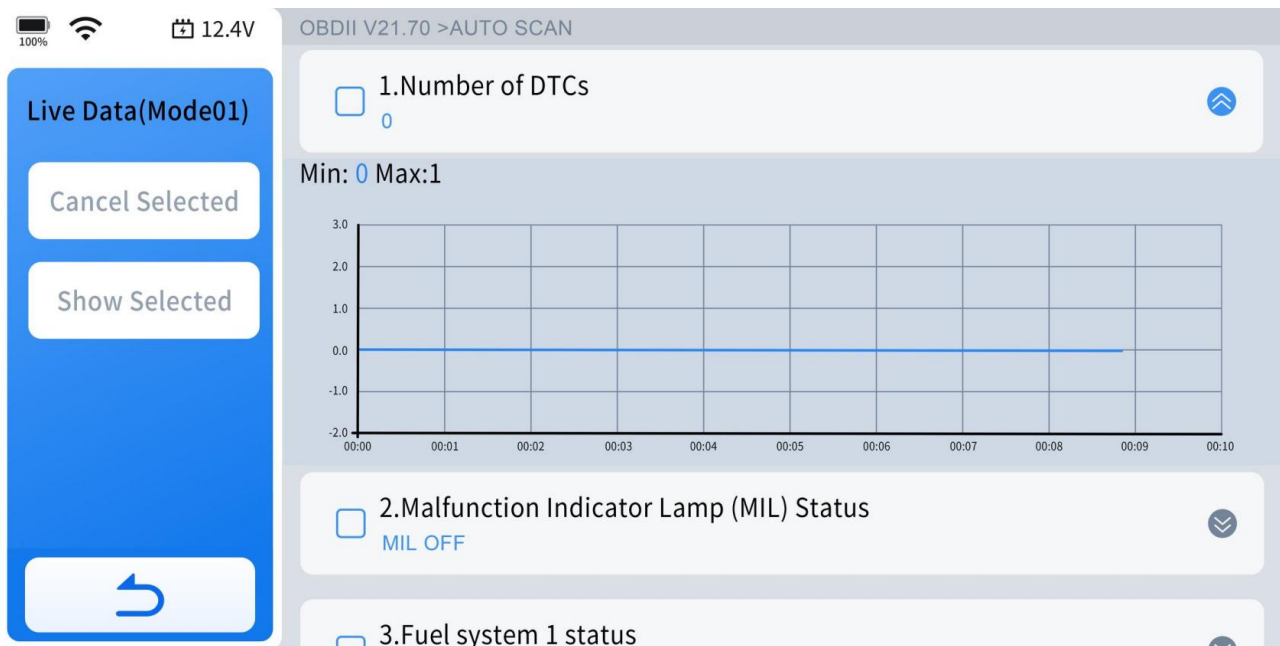 100%
12.4V
OBDII V21.70 >AUTO SCAN
Live Data(Mode01)
Cancel Selected
Show Selected
1.Number of DTCs
0
Min: 0 Max:1
3.0
2.0
1.0
0.0
-1.0
-2.0
00:00 00:01 00:02 00:03 00:04 00:05 00:06 00:07 00:08 00:09 00:10
2.Malfunction Indicator Lamp (MIL) Status
MIL OFF
3.Fuel system 1 status